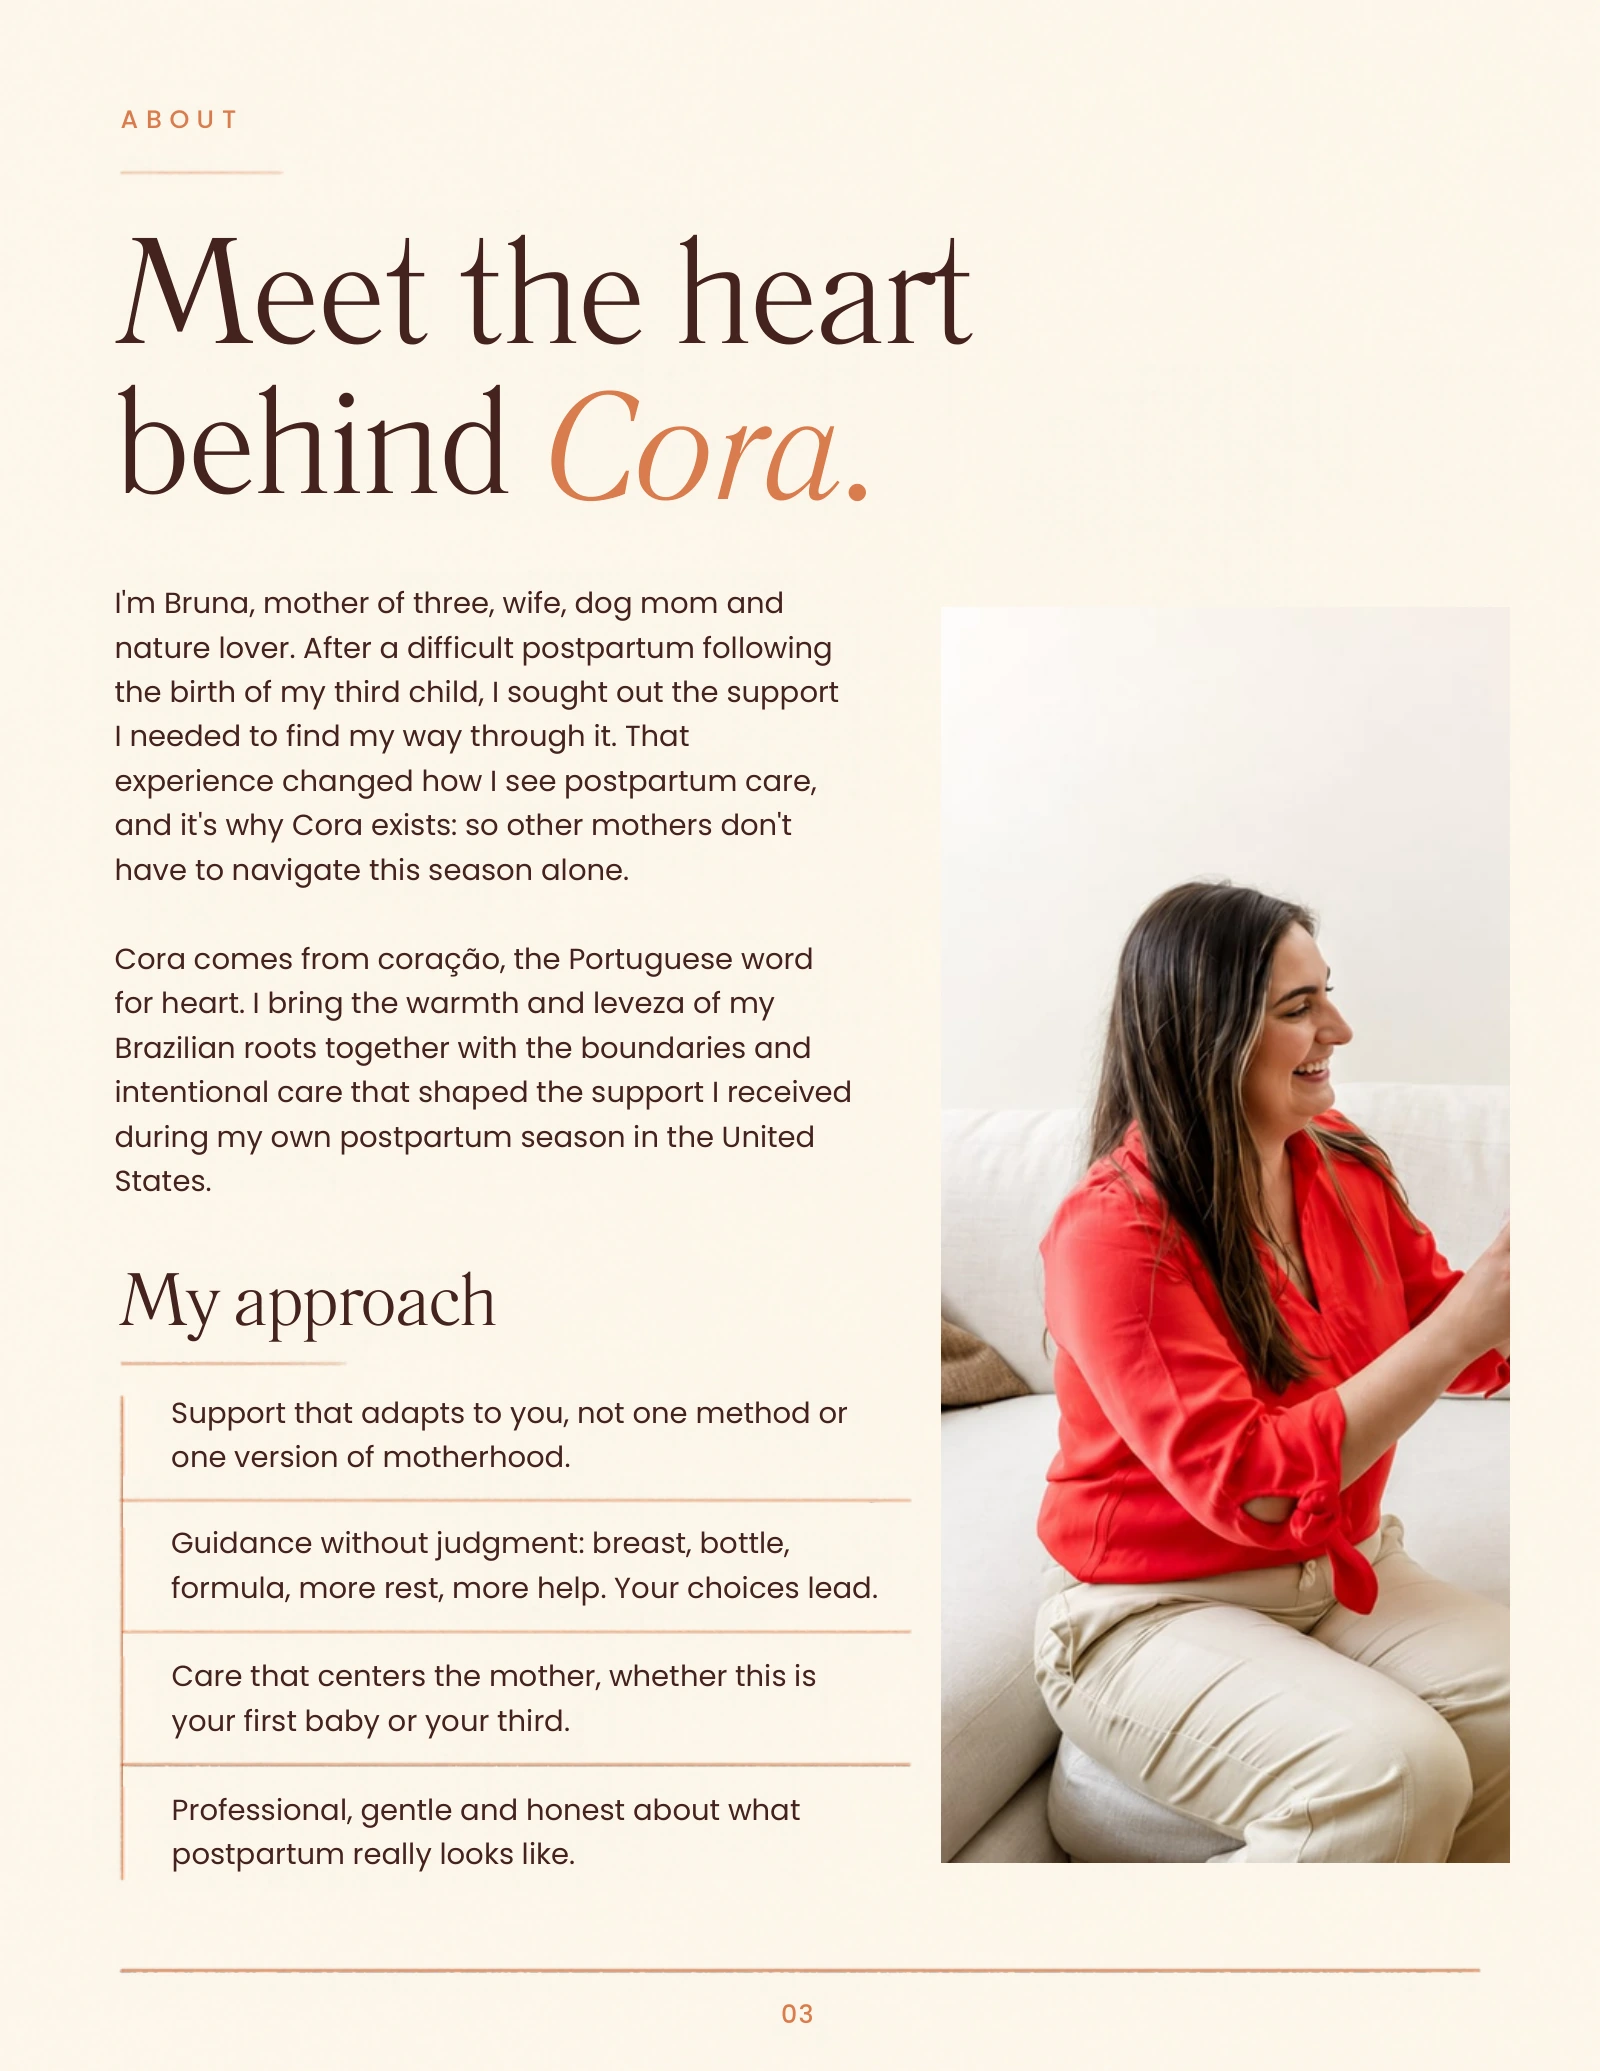 ABOUT
Meet the heart
behind Cora.
I'm Bruna, mother of three, wife, dog mom and
nature lover. After a difficult postpartum following
the birth of my third child, I sought out the support
I needed to find my way through it. That
experience changed how I see postpartum care,
and it's why Cora exists: so other mothers don't
have to navigate this season alone.
Cora comes from coração, the Portuguese word
for heart. I bring the warmth and leveza of my
Brazilian roots together with the boundaries and
intentional care that shaped the support I received
during my own postpartum season in the United
States.
My approach
Support that adapts to you, not one method or
one version of motherhood.
Guidance without judgment: breast, bottle,
formula, more rest, more help. Your choices lead.
Care that centers the mother, whether this is
your first baby or your third.
Professional, gentle and honest about what
postpartum really looks like.
03